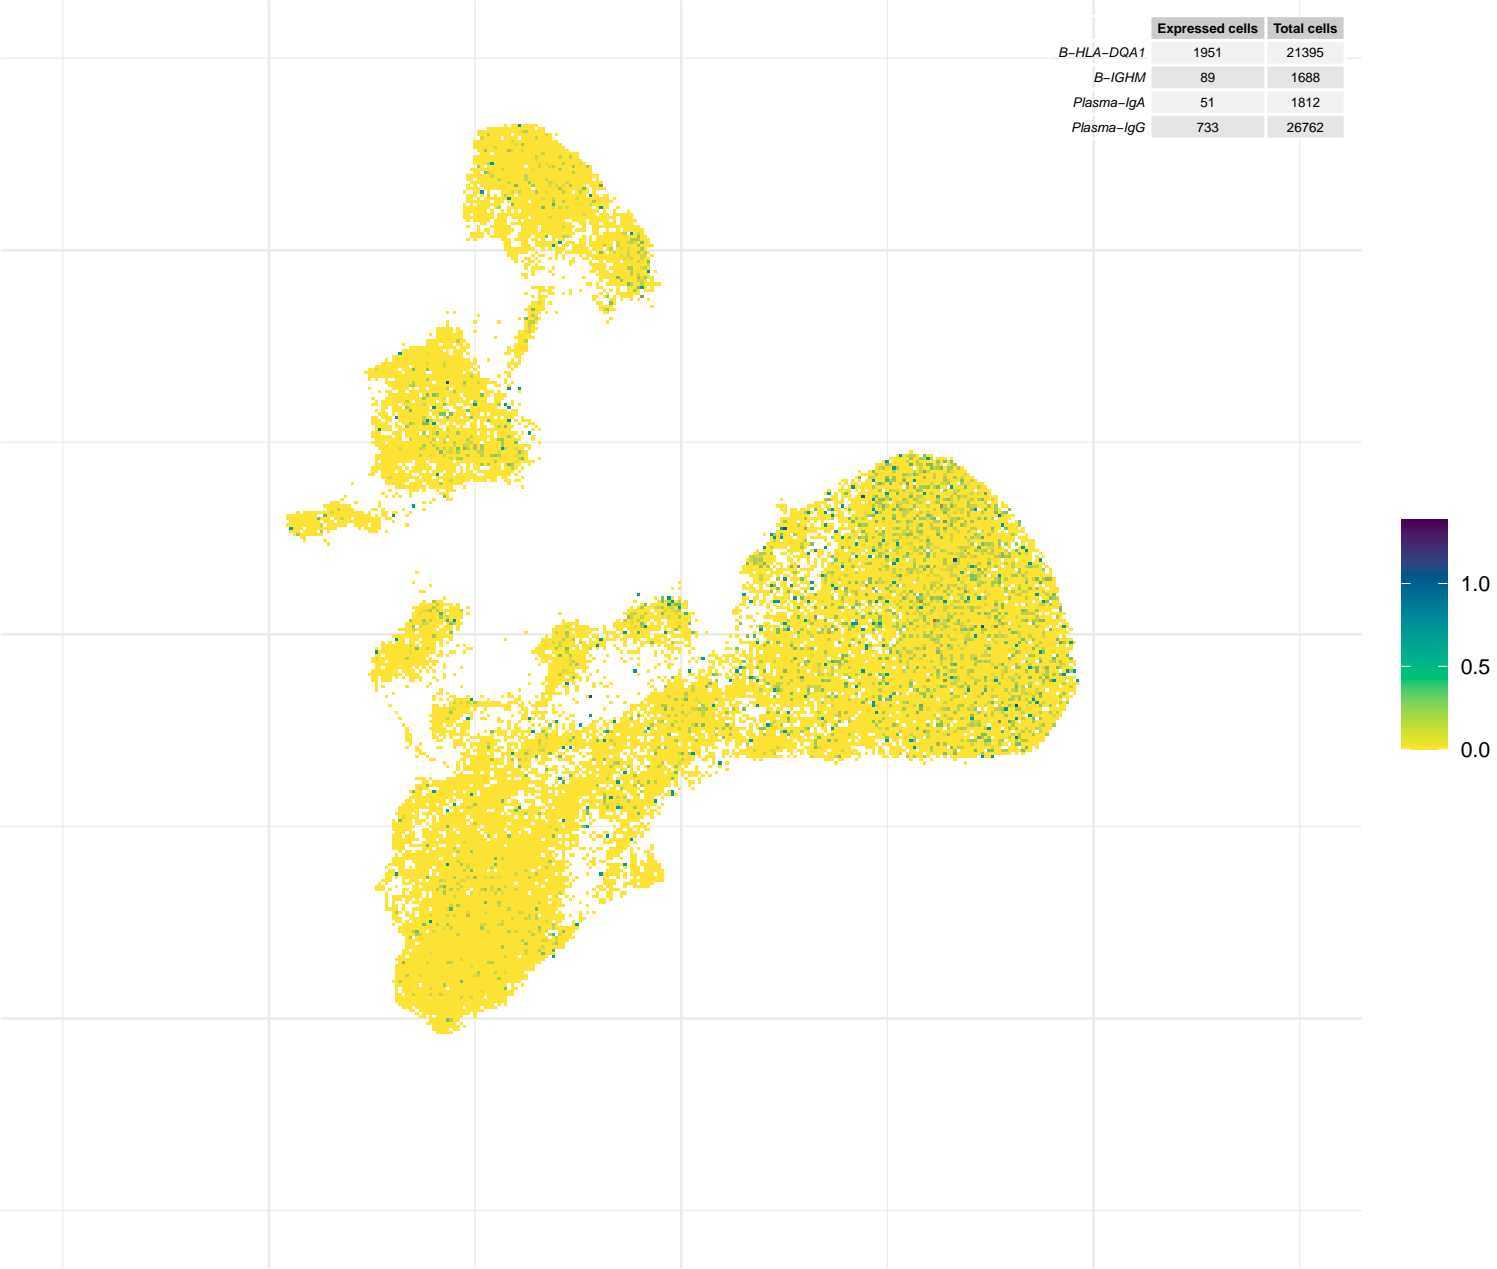 Expressed cells Total cells
B−HLA−DQA1 1951 21395
B−IGHM 89 1688
Plasma−IgA 51 1812
Plasma−IgG 733 26762
1.0
0.5
0.0